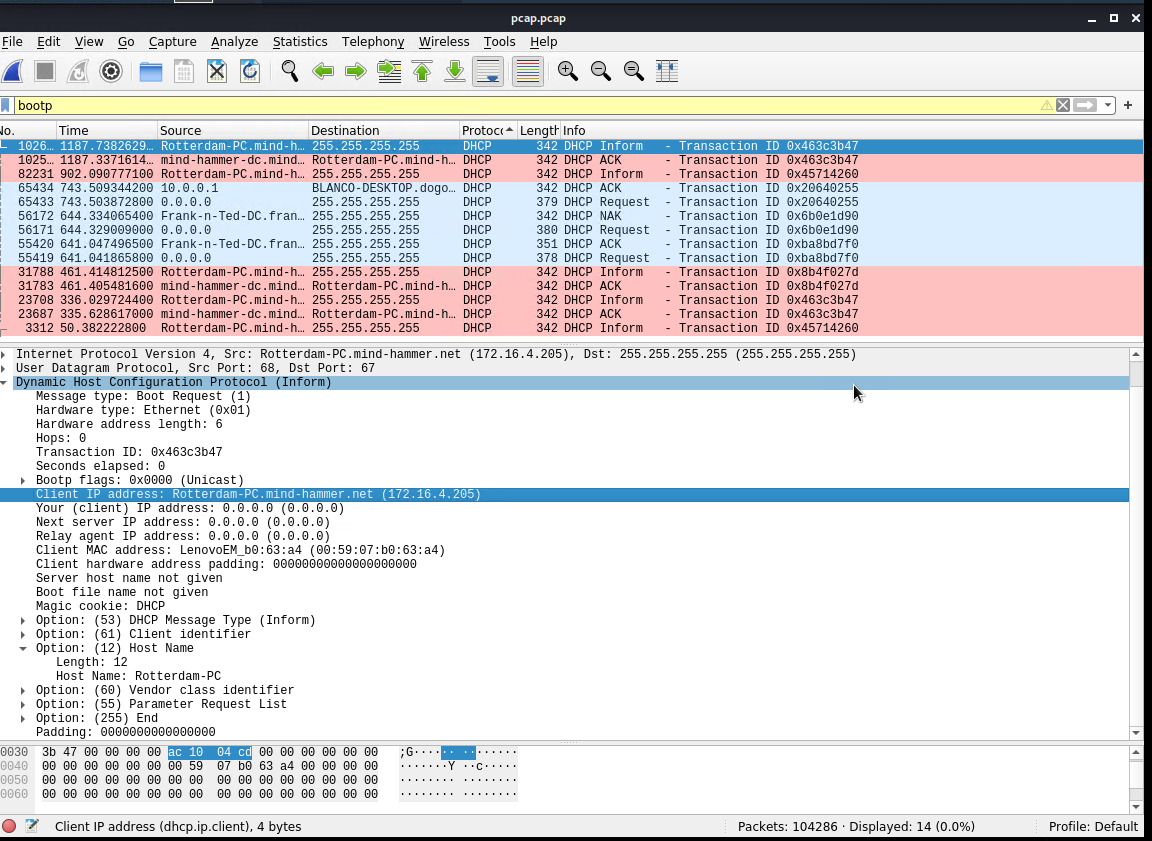 pcap.pcap
File Edit View Go Capture Analyze Statistics Telephony Wireless Tools Help
bootp
No. Time Source Destination Protoc Length Info
1026… 1187.7382629… Rotterdam-PC.mind-h… 255.255.255.255 DHCP 342 DHCP Inform - Transaction ID 0x463c3b47
1025… 1187.3371614… mind-hammer-dc.mind… Rotterdam-PC.mind-h… DHCP 342 DHCP ACK - Transaction ID 0x463c3b47
82231 902.090777100 Rotterdam-PC.mind-h… 255.255.255.255 DHCP 342 DHCP Inform - Transaction ID 0x45714260
65434 743.509344200 10.0.0.1 BLANCO-DESKTOP.dogo… DHCP 342 DHCP ACK - Transaction ID 0x20640255
65433 743.503872800 0.0.0.0 255.255.255.255 DHCP 379 DHCP Request - Transaction ID 0x20640255
56172 644.334065400 Frank-n-Ted-DC.fran… 255.255.255.255 DHCP 342 DHCP NAK - Transaction ID 0x6b0e1d90
56171 644.329009000 0.0.0.0 255.255.255.255 DHCP 380 DHCP Request - Transaction ID 0x6b0e1d90
55420 641.047496500 Frank-n-Ted-DC.fran… 255.255.255.255 DHCP 351 DHCP ACK - Transaction ID 0xba8bd7f0
55419 641.041865800 0.0.0.0 255.255.255.255 DHCP 378 DHCP Request - Transaction ID 0xba8bd7f0
31788 461.414812500 Rotterdam-PC.mind-h… 255.255.255.255 DHCP 342 DHCP Inform - Transaction ID 0x8b4f027d
31783 461.405481600 mind-hammer-dc.mind… Rotterdam-PC.mind-h… DHCP 342 DHCP ACK - Transaction ID 0x8b4f027d
23708 336.029724400 Rotterdam-PC.mind-h… 255.255.255.255 DHCP 342 DHCP Inform - Transaction ID 0x463c3b47
23687 335.628617000 mind-hammer-dc.mind… Rotterdam-PC.mind-h… DHCP 342 DHCP ACK - Transaction ID 0x463c3b47
3312 50.382222800 Rotterdam-PC.mind-h… 255.255.255.255 DHCP 342 DHCP Inform - Transaction ID 0x45714260
Internet Protocol Version 4, Src: Rotterdam-PC.mind-hammer.net (172.16.4.205), Dst: 255.255.255.255 (255.255.255.255)
User Datagram Protocol, Src Port: 68, Dst Port: 67
Dynamic Host Configuration Protocol (Inform)
Message type: Boot Request (1)
Hardware type: Ethernet (0x01)
Hardware address length: 6
Hops: 0
Transaction ID: 0x463c3b47
Seconds elapsed: 0
Bootp flags: 0x0000 (Unicast)
Client IP address: Rotterdam-PC.mind-hammer.net (172.16.4.205)
Your (client) IP address: 0.0.0.0 (0.0.0.0)
Next server IP address: 0.0.0.0 (0.0.0.0)
Relay agent IP address: 0.0.0.0 (0.0.0.0)
Client MAC address: LenovoEM_b0:63:a4 (00:59:07:b0:63:a4)
Client hardware address padding: 00000000000000000000
Server host name not given
Boot file name not given
Magic cookie: DHCP
Option: (53) DHCP Message Type (Inform)
Option: (61) Client identifier
Option: (12) Host Name
Length: 12
Host Name: Rotterdam-PC
Option: (60) Vendor class identifier
Option: (55) Parameter Request List
Option: (255) End
Padding: 0000000000000000
0030 3b 47 00 00 00 00 ac 10 04 cd 00 00 00 00 00 00 ;G······ ········
0040 00 00 00 00 00 00 00 59 07 b0 63 a4 00 00 00 00 ·······Y ··c·····
0050 00 00 00 00 00 00 00 00 00 00 00 00 00 00 00 00 ········ ········
0060 00 00 00 00 00 00 00 00 00 00 00 00 00 00 00 00 ········ ········
Client IP address (dhcp.ip.client), 4 bytes Packets: 104286 · Displayed: 14 (0.0%) Profile: Default